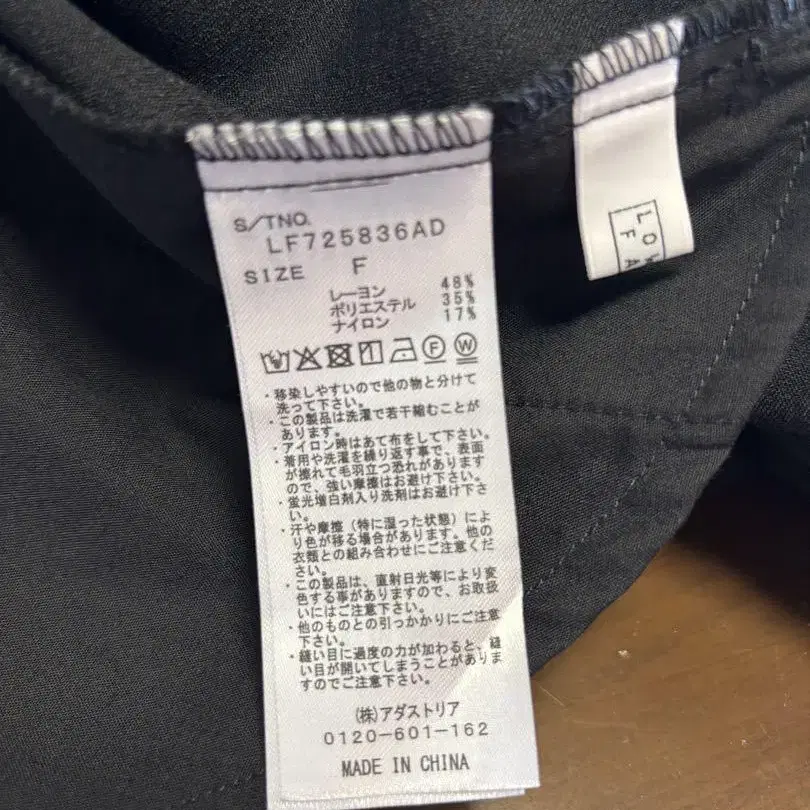 S/TNO.
LF725836AD
SIZE F
レーヨン 48%
ポリエステル 35%
ナイロン 17%
F W
・移染しやすいので他の物と分けて
洗って下さい。
・この製品は洗濯で若干縮むことが
あります。
・アイロン時はあて布をして下さい。
・着用や洗濯を繰り返す事で、表面
が擦れて毛羽立つ恐れがあります
ので、強い摩擦はお避け下さい。
・蛍光増白剤入り洗剤はお避け下さ
い。
・汗や摩擦（特に湿った状態）によ
り色が移る場合があります。他の
衣類との組み合わせにご注意くだ
さい。
・この製品は、直射日光等により変
色する事がありますので、お取扱
いにはご注意下さい。
・他のものとの引っかかりにご注意
下さい。
・縫い目に過度の力が加わると、縫
い目が開いてしまうことがありま
すのでご注意下さい。
(株)アダストリア
0120-601-162
MADE IN CHINA